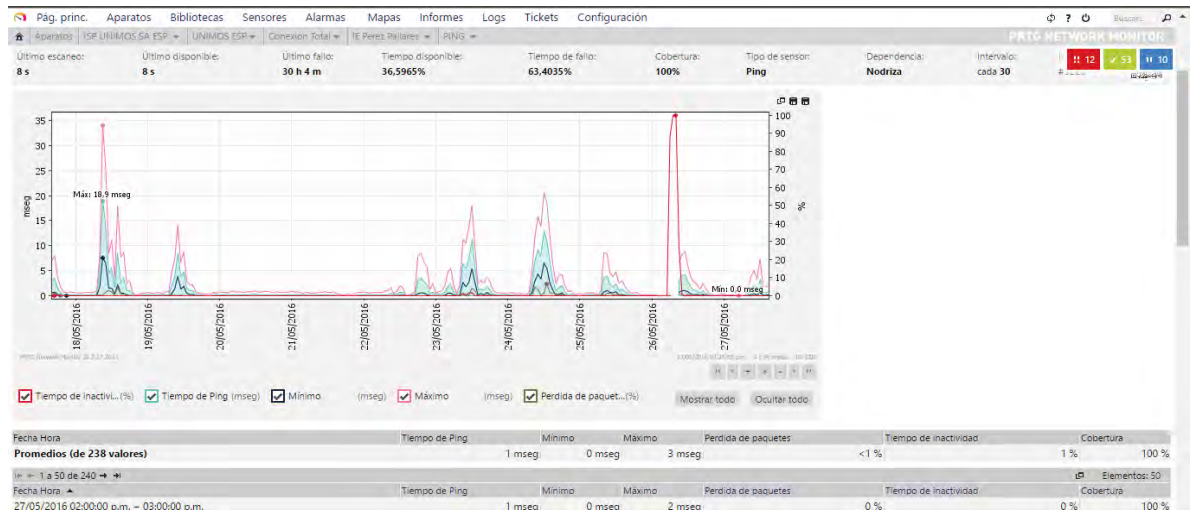 Pág. princ. Aparatos Bibliotecas Sensores Alarmas Mapas Informes Logs Tickets Configuración Buscar...
Aparatos ISP UNIMOS SA ESP UNIMOS ESP Conexion Total IE Perez Pallares PING PRTG NETWORK MONITOR
Último escaneo: Último disponible: Último fallo: Tiempo disponible: Tiempo de fallo: Cobertura: Tipo de sensor: Dependencia: Intervalo:
8 s 8 s 30 h 4 m 36,5965% 63,4035% 100% Ping Nodriza cada 30
12 53 10
35 100
30 90
80
25 70
20 60
Máx: 18.9 mseg
mseg 50 %
15 40
10 30
20
5 10
Mín: 0.0 mseg
0 0
18/05/2016 19/05/2016 20/05/2016 21/05/2016 22/05/2016 23/05/2016 24/05/2016 25/05/2016 26/05/2016 27/05/2016
Tiempo de inactivi...(%) Tiempo de Ping (mseg) Mínimo (mseg) Máximo (mseg) Perdida de paquet...(%)
Mostrar todo Ocultar todo
Fecha Hora Tiempo de Ping Mínimo Máximo Perdida de paquetes Tiempo de inactividad Cobertura
Promedios (de 238 valores) 1 mseg 0 mseg 3 mseg <1 % 1 % 100 %
1 a 50 de 240 Elementos: 50
Fecha Hora Tiempo de Ping Mínimo Máximo Perdida de paquetes Tiempo de inactividad Cobertura
27/05/2016 02:00:00 p.m. - 03:00:00 p.m. 1 mseg 0 mseg 2 mseg 0 % 0 % 100 %